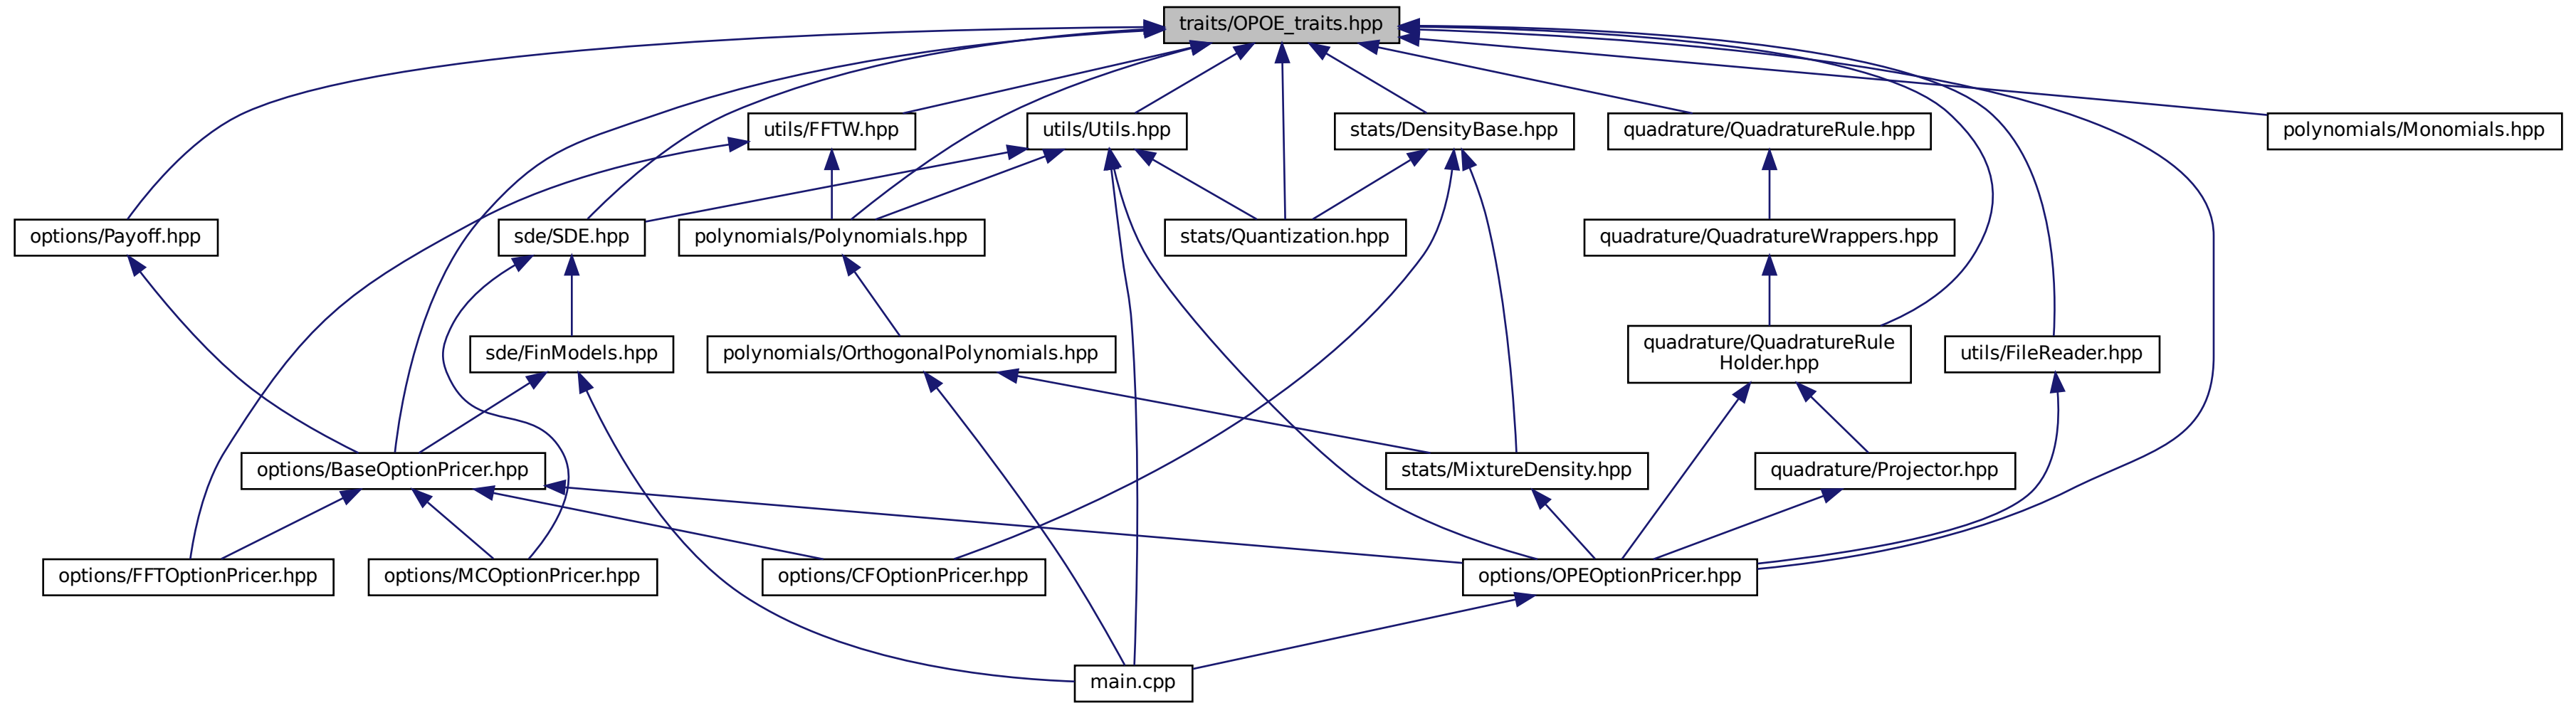 traits/OPOE_traits.hpp
utils/FFTW.hpp
utils/Utils.hpp
stats/DensityBase.hpp
quadrature/QuadratureRule.hpp
polynomials/Monomials.hpp
options/Payoff.hpp
sde/SDE.hpp
polynomials/Polynomials.hpp
stats/Quantization.hpp
quadrature/QuadratureWrappers.hpp
sde/FinModels.hpp
polynomials/OrthogonalPolynomials.hpp
quadrature/QuadratureRule
Holder.hpp
utils/FileReader.hpp
options/BaseOptionPricer.hpp
stats/MixtureDensity.hpp
quadrature/Projector.hpp
options/FFTOptionPricer.hpp
options/MCOptionPricer.hpp
options/CFOptionPricer.hpp
options/OPEOptionPricer.hpp
main.cpp